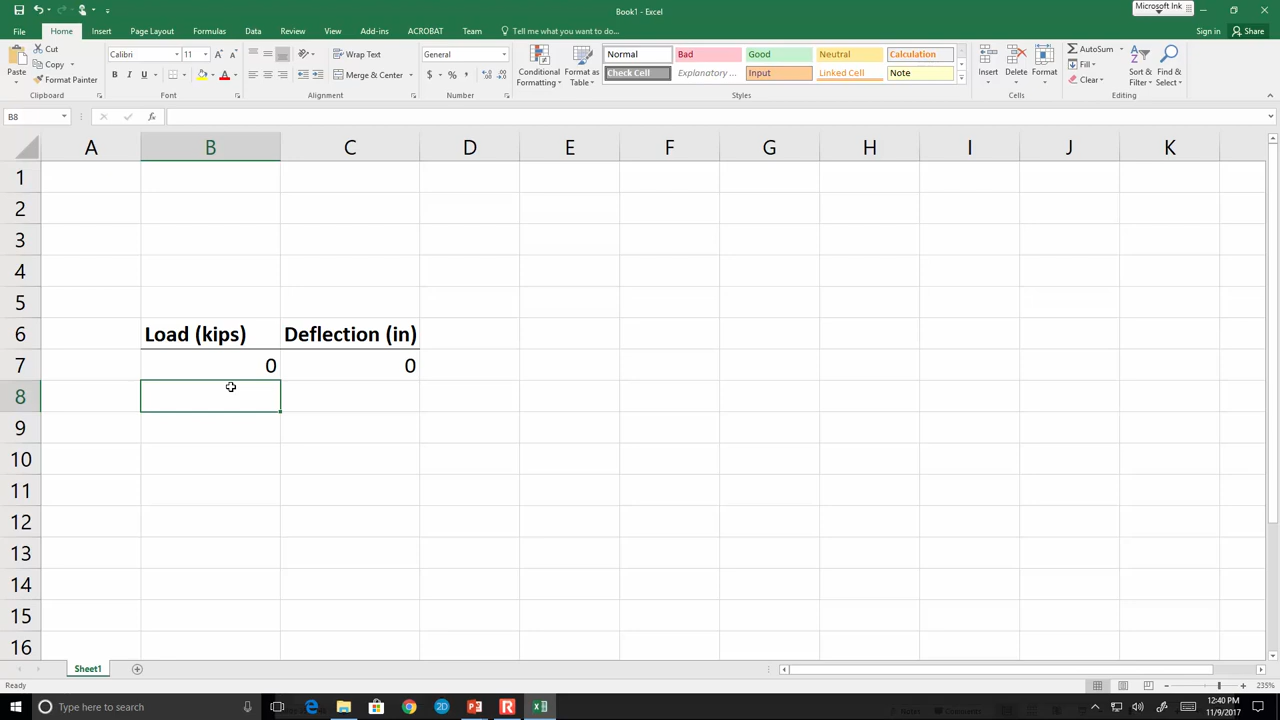 Book1 - Excel
Microsoft Ink
File Home Insert Page Layout Formulas Data Review View Add-ins ACROBAT Team Tell me what you want to do...
Sign in Share
Paste Cut Copy Format Painter
Calibri 11 B I U A
Wrap Text
Merge & Center
General
$ % ,
Conditional Formatting Format as Table
Normal Bad Good Neutral Calculation
Check Cell Explanatory ... Input Linked Cell Note
Insert Delete Format
AutoSum Fill Clear
Sort & Filter Find & Select
Clipboard Font Alignment Number Styles Cells Editing
B8 fx
A B C D E F G H I J K
1
2
3
4
5
6 Load (kips) Deflection (in)
7 0 0
8
9
10
11
12
13
14
15
16
Sheet1
Ready
235%
Type here to search
12:40 PM
11/9/2017